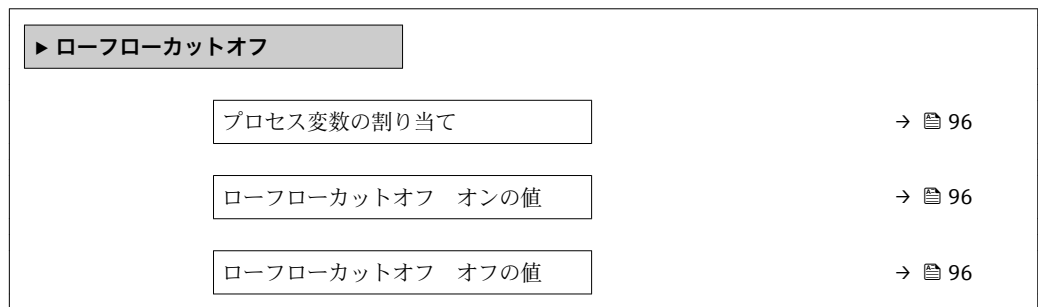 ▶ ローフローカットオフ
プロセス変数の割り当て → 96
ローフローカットオフ　オンの値 → 96
ローフローカットオフ　オフの値 → 96